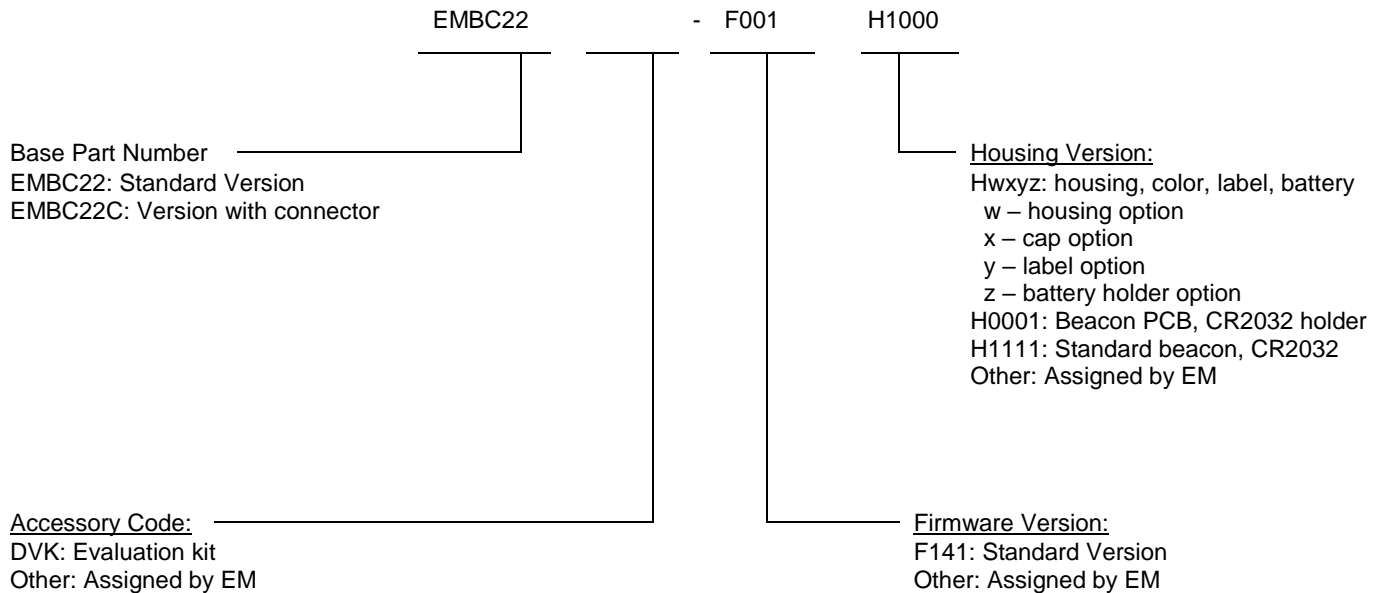 EMBC22 - F001 H1000
Base Part Number
EMBC22: Standard Version
EMBC22C: Version with connector
Housing Version:
Hwxyz: housing, color, label, battery
w – housing option
x – cap option
y – label option
z – battery holder option
H0001: Beacon PCB, CR2032 holder
H1111: Standard beacon, CR2032
Other: Assigned by EM
Accessory Code:
DVK: Evaluation kit
Other: Assigned by EM
Firmware Version:
F141: Standard Version
Other: Assigned by EM